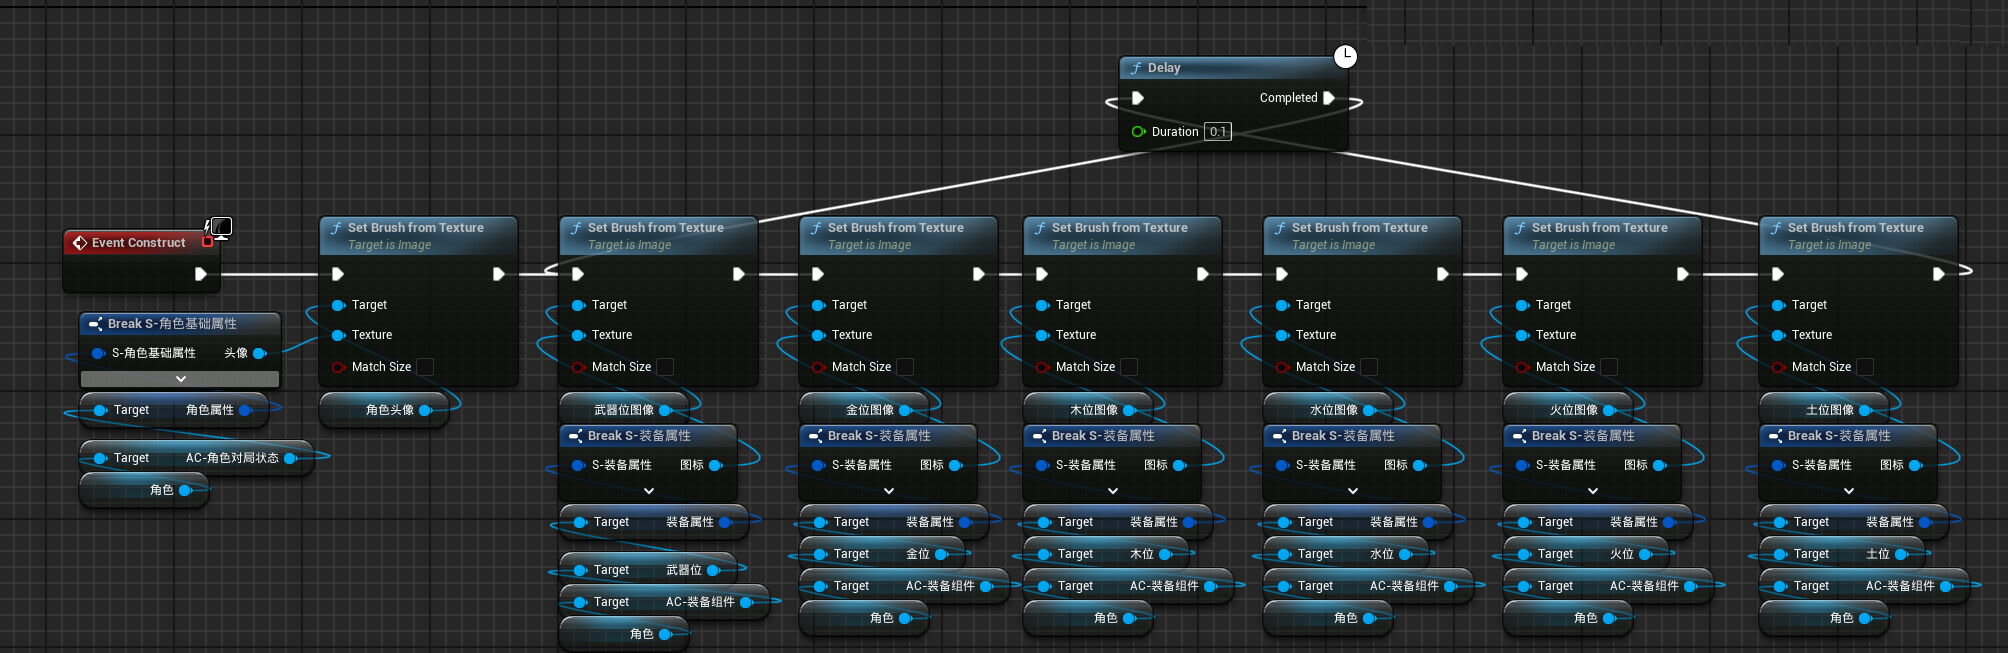 Delay
Completed
Duration 0.1
Event Construct
Break S-角色基础属性
S-角色基础属性 头像
Target 角色属性
Target AC-角色对局状态
角色
Set Brush from Texture
Target is Image
Target
Texture
Match Size
角色头像
Set Brush from Texture
Target is Image
Target
Texture
Match Size
武器位图像
Break S-装备属性
S-装备属性 图标
Target 装备属性
Target 武器位
Target AC-装备组件
角色
Set Brush from Texture
Target is Image
Target
Texture
Match Size
金位图像
Break S-装备属性
S-装备属性 图标
Target 装备属性
Target 金位
Target AC-装备组件
角色
Set Brush from Texture
Target is Image
Target
Texture
Match Size
木位图像
Break S-装备属性
S-装备属性 图标
Target 装备属性
Target 木位
Target AC-装备组件
角色
Set Brush from Texture
Target is Image
Target
Texture
Match Size
水位图像
Break S-装备属性
S-装备属性 图标
Target 装备属性
Target 水位
Target AC-装备组件
角色
Set Brush from Texture
Target is Image
Target
Texture
Match Size
火位图像
Break S-装备属性
S-装备属性 图标
Target 装备属性
Target 火位
Target AC-装备组件
角色
Set Brush from Texture
Target is Image
Target
Texture
Match Size
土位图像
Break S-装备属性
S-装备属性 图标
Target 装备属性
Target 土位
Target AC-装备组件
角色